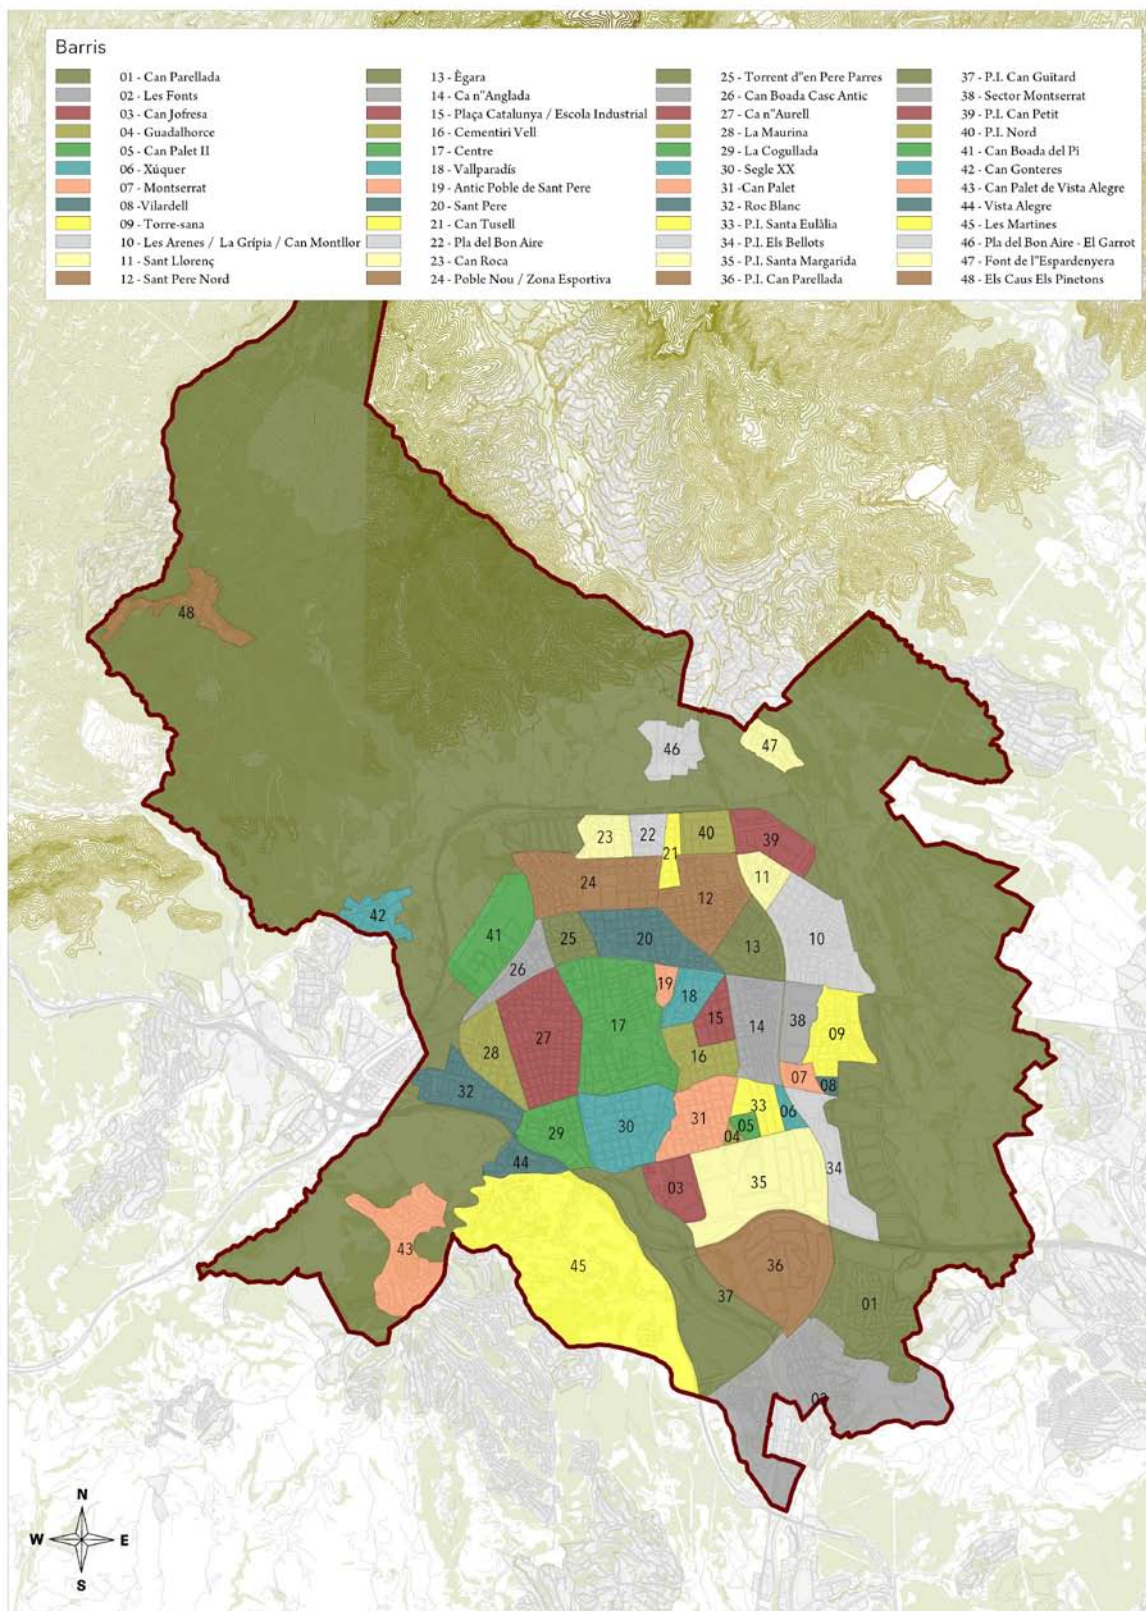 Barris
01 - Can Parellada
02 - Les Fonts
03 - Can Jofresa
04 - Guadalhorce
05 - Can Palet II
06 - Xúquer
07 - Montserrat
08 -Vilardell
09 - Torre-sana
10 - Les Arenes / La Grípia / Can Montllor
11 - Sant Llorenç
12 - Sant Pere Nord
13 - Ègara
14 - Ca n"Anglada
15 - Plaça Catalunya / Escola Industrial
16 - Cementiri Vell
17 - Centre
18 - Vallparadís
19 - Antic Poble de Sant Pere
20 - Sant Pere
21 - Can Tusell
22 - Pla del Bon Aire
23 - Can Roca
24 - Poble Nou / Zona Esportiva
25 - Torrent d"en Pere Parres
26 - Can Boada Casc Antic
27 - Ca n"Aurell
28 - La Maurina
29 - La Cogullada
30 - Segle XX
31 -Can Palet
32 - Roc Blanc
33 - P.I. Santa Eulàlia
34 - P.I. Els Bellots
35 - P.I. Santa Margarida
36 - P.I. Can Parellada
37 - P.I. Can Guitard
38 - Sector Montserrat
39 - P.I. Can Petit
40 - P.I. Nord
41 - Can Boada del Pi
42 - Can Gonteres
43 - Can Palet de Vista Alegre
44 - Vista Alegre
45 - Les Martines
46 - Pla del Bon Aire - El Garrot
47 - Font de l"Espardenyera
48 - Els Caus Els Pinetons
48
46
47
23
22
21
40
39
24
12
11
42
41
26
25
20
13
10
19
18
17
27
15
14
38
09
28
16
32
07
08
29
30
31
33
05
04
06
44
03
35
34
43
45
36
37
01
02
N
W
E
S